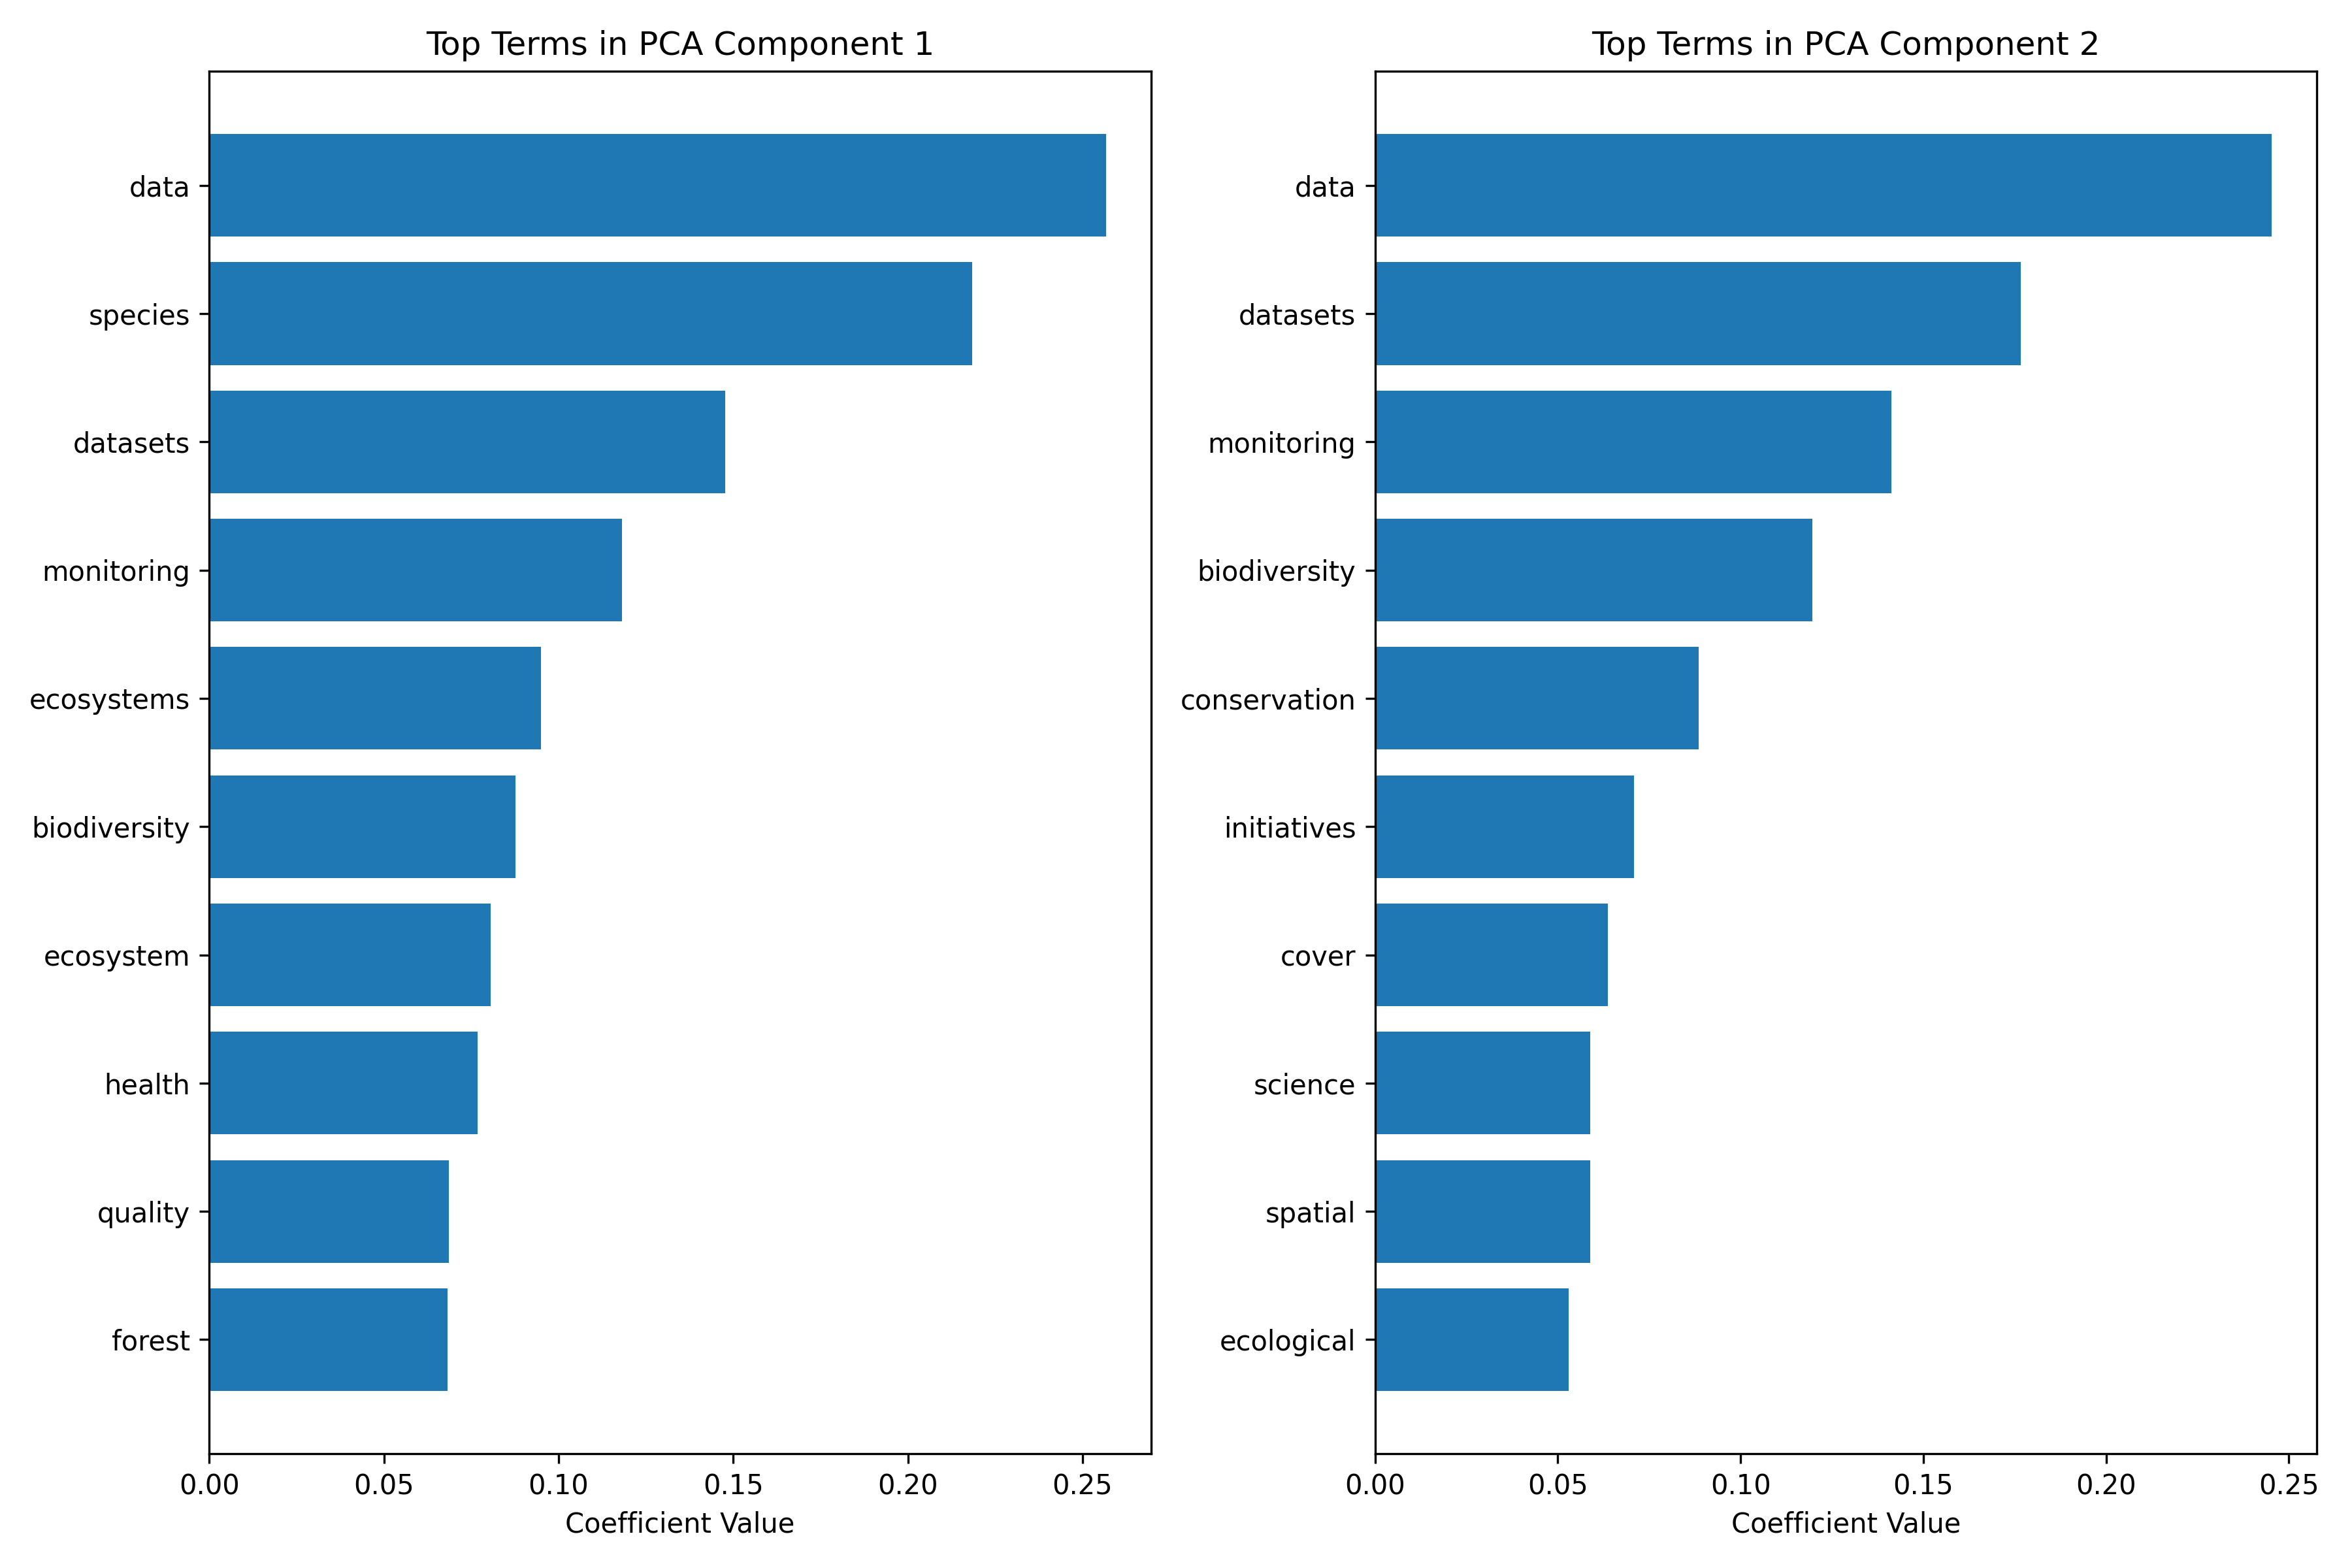 Top Terms in PCA Component 1
data
species
datasets
monitoring
ecosystems
biodiversity
ecosystem
health
quality
forest
0.00 0.05 0.10 0.15 0.20 0.25
Coefficient Value
Top Terms in PCA Component 2
data
datasets
monitoring
biodiversity
conservation
initiatives
cover
science
spatial
ecological
0.00 0.05 0.10 0.15 0.20 0.25
Coefficient Value